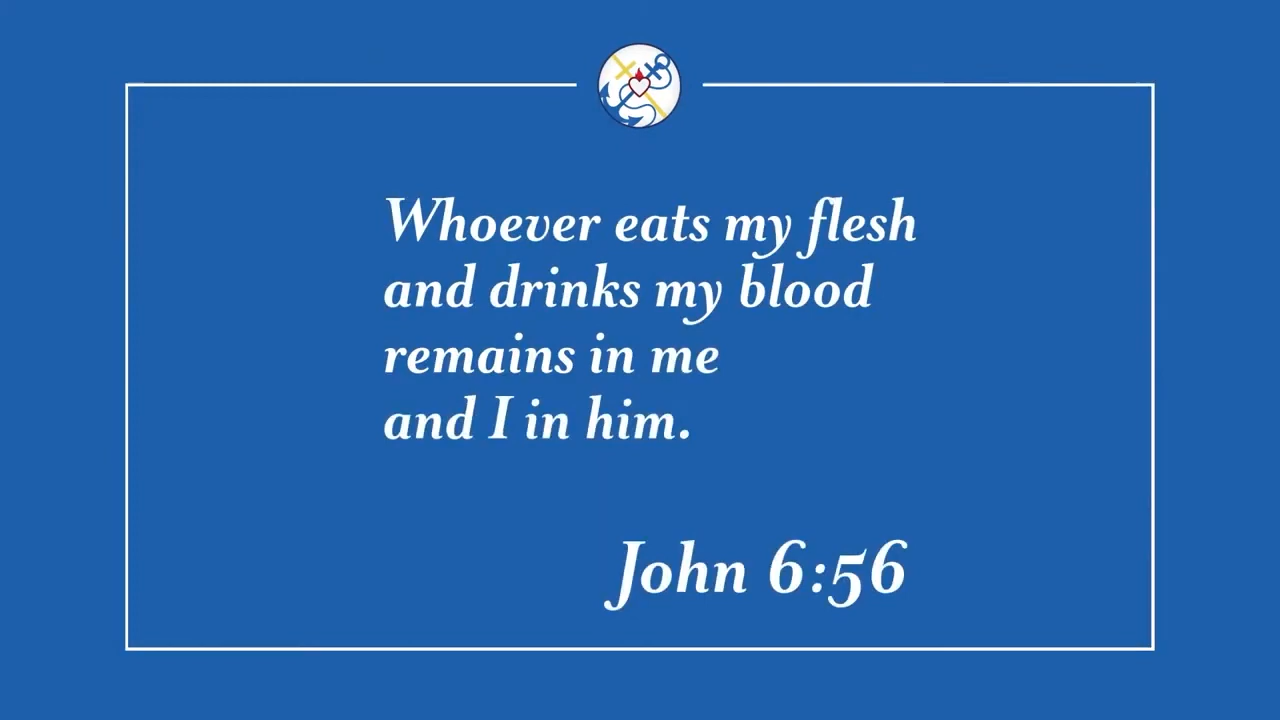 Whoever eats my flesh
and drinks my blood
remains in me
and I in him.
John 6:56